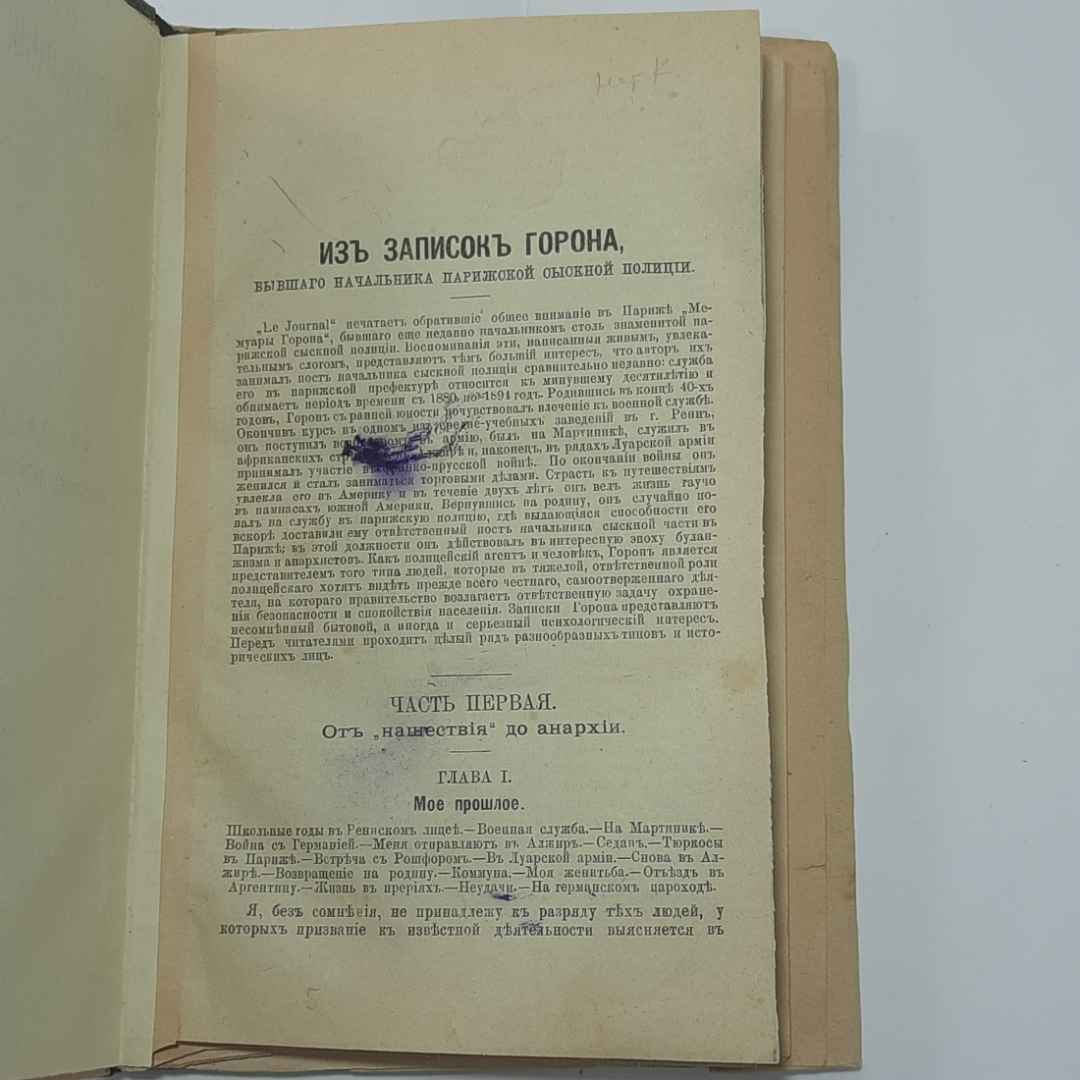 ИЗЪ ЗАПИСОКЪ ГОРОНА,
БЫВШАГО НАЧАЛЬНИКА ПАРИЖСКОЙ СЫСКНОЙ ПОЛИЦІИ.
„Le Journal“ печатаетъ обратившіе общее вниманіе въ Парижѣ „Ме-
муары Горона“, бывшаго еще недавно начальникомъ столь знаменитой па-
рижской сыскной полиціи. Воспоминанія эти, написанныя живымъ, увлека-
тельнымъ слогомъ, представляютъ тѣмъ большій интересъ, что авторъ ихъ
занималъ постъ начальника сыскной полиціи сравнительно недавно: служба
его въ парижской префектурѣ относится къ минувшему десятилѣтію и
обнимаетъ періодъ времени съ 1880 по 1894 годъ. Родившись въ концѣ 40-хъ
годовъ, Горонъ съ ранней юности почувствовалъ влеченіе къ военной службѣ.
Окончивъ курсъ въ одномъ изъ средне-учебныхъ заведеній въ г. Реннъ,
онъ поступилъ въ армію, былъ на Мартиникѣ, служилъ въ
африканскихъ и, наконецъ, въ рядахъ Луарской арміи
принималъ участіе въ франко-прусской войнѣ. По окончаніи войны онъ
женился и сталъ заниматься торговыми дѣлами. Страсть къ путешествіямъ
увлекла его въ Америку и въ теченіе двухъ лѣтъ онъ велъ жизнь гаучо
въ пампасахъ южной Америки. Вернувшись на родину, онъ случайно по-
палъ на службу въ парижскую полицію, гдѣ выдающіяся способности его
вскорѣ доставили ему отвѣтственный постъ начальника сыскной части въ
Парижѣ; въ этой должности онъ дѣйствовалъ въ интересную эпоху булан-
жизма и анархистовъ. Какъ полицейскій агентъ и человѣкъ, Горонъ является
представителемъ того типа людей, которые въ тяжелой, отвѣтственной роли
полицейскаго хотятъ видѣть прежде всего честнаго, самоотверженнаго дѣя-
теля, на котораго правительство возлагаетъ отвѣтственную задачу охране-
нія безопасности и спокойствія населенія. Записки Горона представляютъ
несомнѣнный бытовой, а иногда и серьезный психологическій интересъ.
Передъ читателями проходитъ цѣлый рядъ разнообразныхъ типовъ и исто-
рическихъ лицъ.
ЧАСТЬ ПЕРВАЯ.
Отъ „нашествія“ до анархіи.
ГЛАВА I.
Мое прошлое.
Школьные годы въ Реннскомъ лицеѣ.—Военная служба.—На Мартиникѣ.—
Война съ Германіей.—Меня отправляютъ въ Алжиръ.—Седанъ.—Тюркосы
въ Парижѣ.—Встрѣча съ Рошфоромъ.—Въ Луарской арміи.—Снова въ Ал-
жирѣ.—Возвращеніе на родину.—Коммуна.—Моя женитьба.—Отъѣздъ въ
Аргентину.—Жизнь въ преріяхъ.—Неудачи.—На германскомъ пароходѣ.
Я, безъ сомнѣнія, не принадлежу къ разряду тѣхъ людей, у
которыхъ призваніе къ извѣстной дѣятельности выясняется въ
5